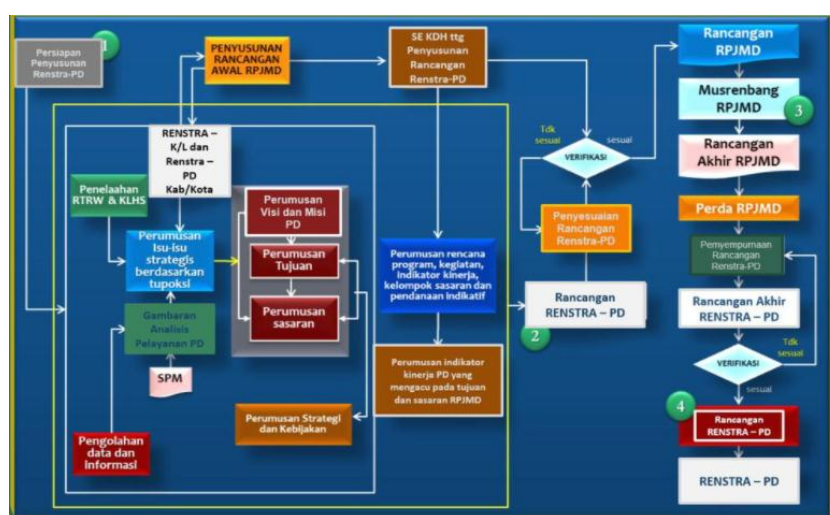 Persiapan
Penyusunan
Renstra-PD
1
PENYUSUNAN
RANCANGAN
AWAL RPJMD
SE KDH ttg
Penyusunan
Rancangan
Renstra-PD
Rancangan
RPJMD
Musrenbang
RPJMD
3
Rancangan
Akhir RPJMD
Perda RPJMD
Penyempurnaan
Rancangan
Renstra-PD
Rancangan Akhir
RENSTRA – PD
Tdk
sesuai
VERIFIKASI
sesuai
4
Rancangan
RENSTRA – PD
RENSTRA – PD
Tdk
sesuai
sesuai
VERIFIKASI
Penyesuaian
Rancangan
Renstra-PD
Rancangan
RENSTRA – PD
2
RENSTRA –
K/L dan
Renstra –
PD
Kab/Kota
Penelaahan
RTRW & KLHS
Perumusan
Isu-isu
strategis
berdasarkan
tupoksi
Gambaran
Analisis
Pelayanan PD
SPM
Pengolahan
data dan
informasi
Perumusan
Visi dan Misi
PD
Perumusan
Tujuan
Perumusan
sasaran
Perumusan Strategi
dan Kebijakan
Perumusan rencana
program, kegiatan,
indikator kinerja,
kelompok sasaran dan
pendanaan indikatif
Perumusan indikator
kinerja PD yang
mengacu pada tujuan
dan sasaran RPJMD